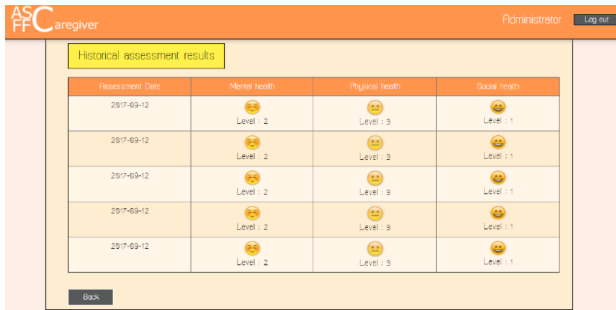 ASC
FF Caregiver
Administrator Log out
Historical assessment results
Assessment Date Mental health Physical health Social health
2017-09-12 Level : 2 Level : 3 Level : 1
2017-09-12 Level : 2 Level : 3 Level : 1
2017-09-12 Level : 2 Level : 3 Level : 1
2017-09-12 Level : 2 Level : 3 Level : 1
2017-09-12 Level : 2 Level : 3 Level : 1
Back